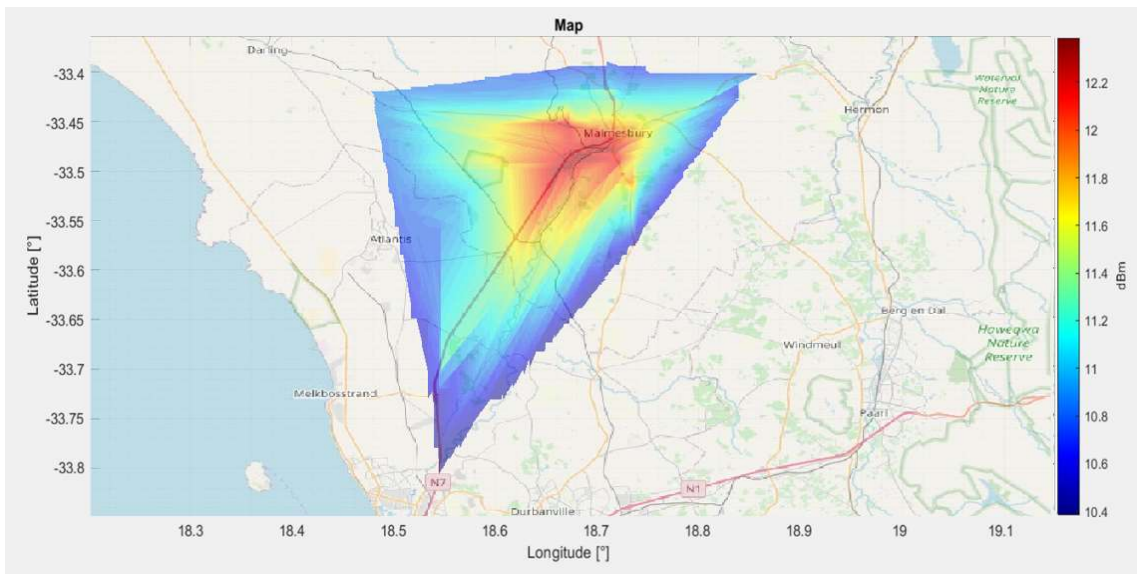 Map
Darling
Waterval
Nature
Reserve
Hermon
Malmesbury
Atlantis
Berg en Dal
Hawequa
Nature
Reserve
Windmeul
Melkbosstrand
Paarl
N7
N1
Durbanville
-33.4
-33.45
-33.5
-33.55
-33.6
-33.65
-33.7
-33.75
-33.8
Latitude [°]
18.3 18.4 18.5 18.6 18.7 18.8 18.9 19 19.1
Longitude [°]
12.2
12
11.8
11.6
11.4
11.2
11
10.8
10.6
10.4
dBm